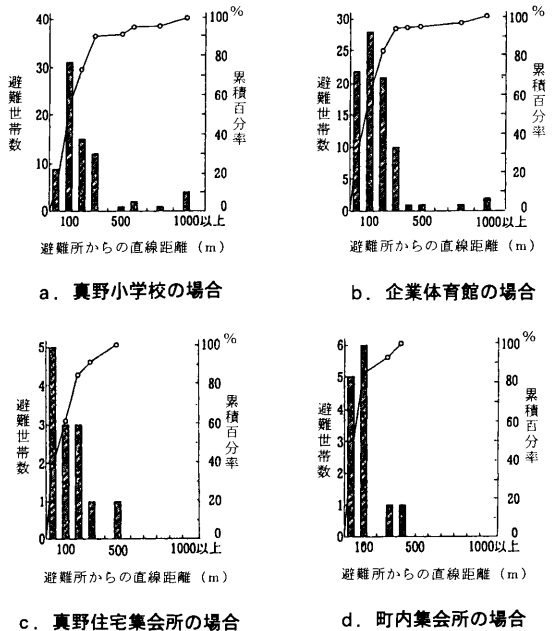 40
30
20
10
0
100 %
80
60
40
20
0
避難世帯数
累積百分率
100 500 1000以上
避難所からの直線距離（m）
a．真野小学校の場合
30
25
20
15
10
5
0
100 %
80
60
40
20
0
避難世帯数
累積百分率
100 500 1000以上
避難所からの直線距離（m）
b．企業体育館の場合
5
4
3
2
1
0
100 %
80
60
40
20
0
避難世帯数
累積百分率
100 500 1000以上
避難所からの直線距離（m）
c．真野住宅集会所の場合
6
5
4
3
2
1
0
100 %
80
60
40
20
0
避難世帯数
累積百分率
100 500 1000以上
避難所からの直線距離（m）
d．町内集会所の場合